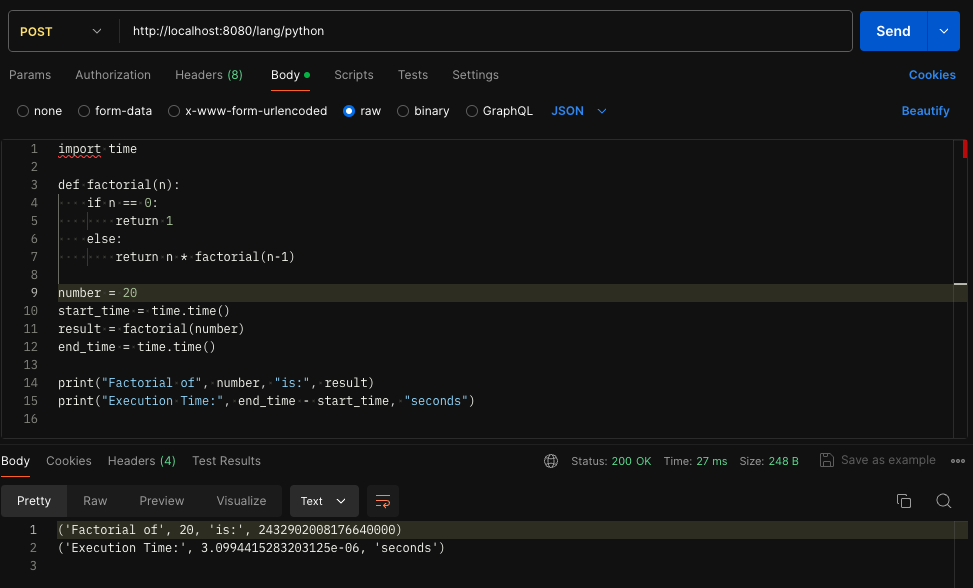 POST http://localhost:8080/lang/python Send
Params Authorization Headers (8) Body Scripts Tests Settings Cookies
none form-data x-www-form-urlencoded raw binary GraphQL JSON Beautify
1 import time
2
3 def factorial(n):
4     if n == 0:
5         return 1
6     else:
7         return n * factorial(n-1)
8
9 number = 20
10 start_time = time.time()
11 result = factorial(number)
12 end_time = time.time()
13
14 print("Factorial of", number, "is:", result)
15 print("Execution Time:", end_time - start_time, "seconds")
16
Body Cookies Headers (4) Test Results Status: 200 OK Time: 27 ms Size: 248 B Save as example
Pretty Raw Preview Visualize Text
1 ('Factorial of', 20, 'is:', 2432902008176640000)
2 ('Execution Time:', 3.0994415283203125e-06, 'seconds')
3